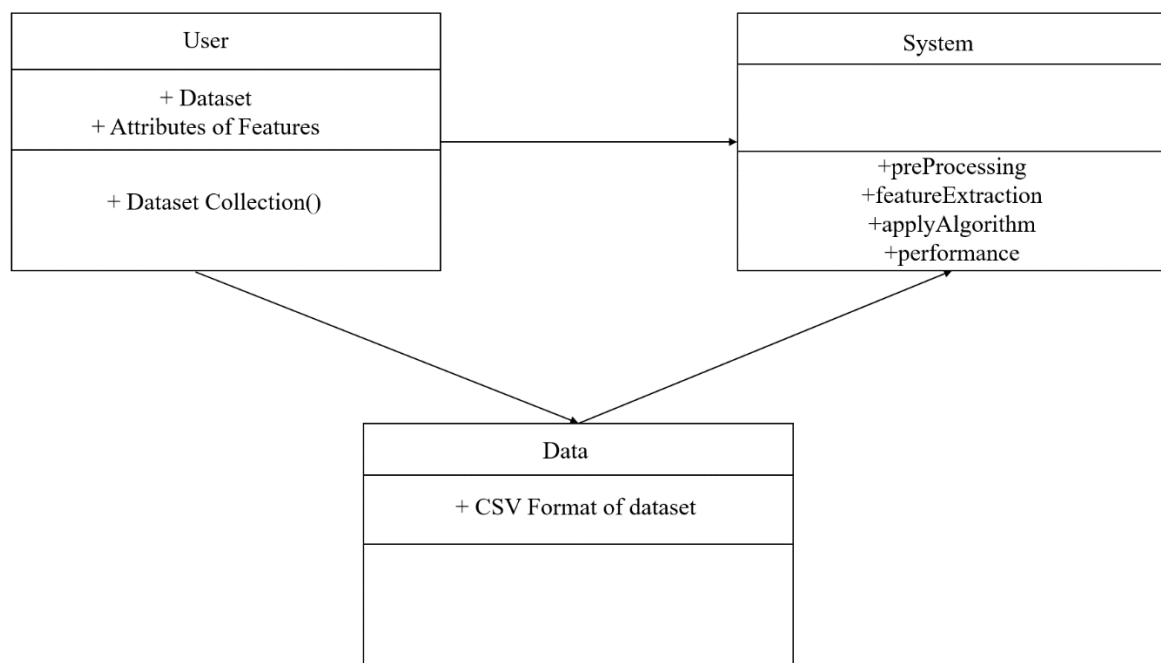 User
+ Dataset
+ Attributes of Features
+ Dataset Collection()
System
+preProcessing
+featureExtraction
+applyAlgorithm
+performance
Data
+ CSV Format of dataset